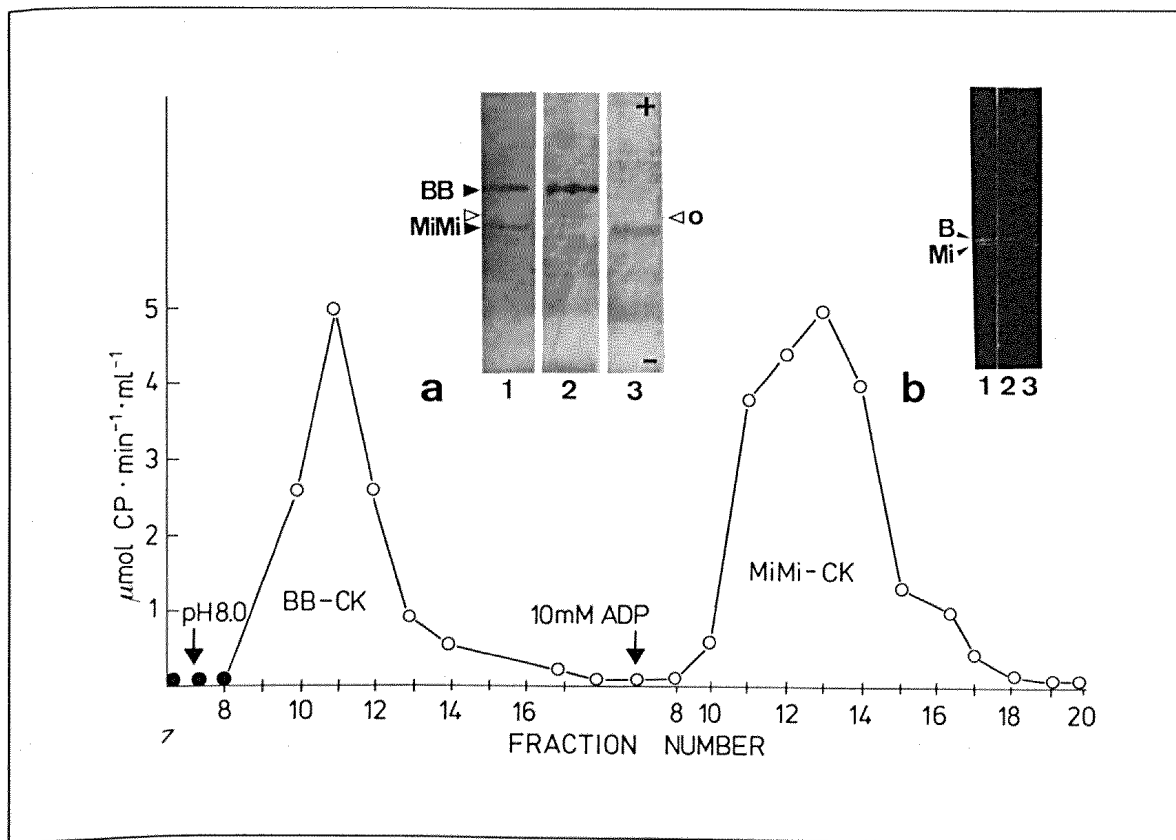 +
BB
MiMi
o
B
Mi
-
a
1 2 3
b
1 2 3
5
4
3
2
1
μmol CP · min⁻¹ · ml⁻¹
pH 8.0
BB-CK
10mM ADP
MiMi-CK
8 10 12 14 16 8 10 12 14 16 18 20
FRACTION NUMBER